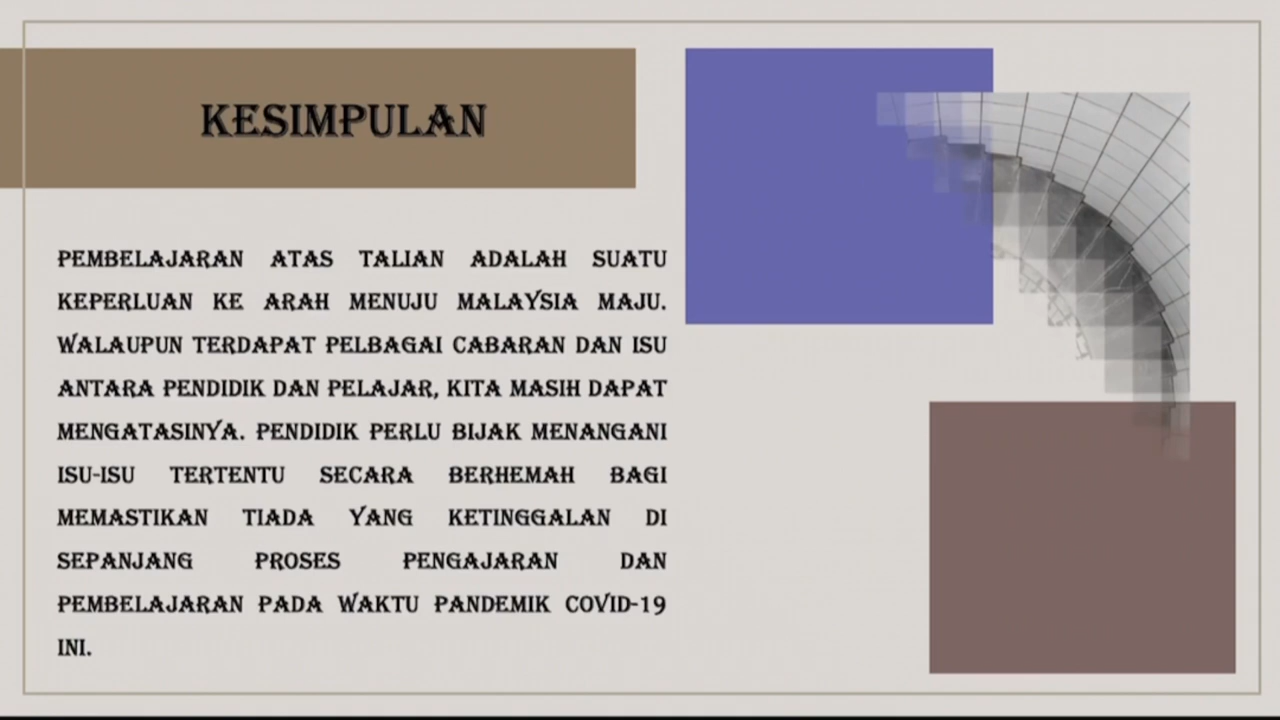 KESIMPULAN
PEMBELAJARAN ATAS TALIAN ADALAH SUATU
KEPERLUAN KE ARAH MENUJU MALAYSIA MAJU.
WALAUPUN TERDAPAT PELBAGAI CABARAN DAN ISU
ANTARA PENDIDIK DAN PELAJAR, KITA MASIH DAPAT
MENGATASINYA. PENDIDIK PERLU BIJAK MENANGANI
ISU-ISU TERTENTU SECARA BERHEMAH BAGI
MEMASTIKAN TIADA YANG KETINGGALAN DI
SEPANJANG PROSES PENGAJARAN DAN
PEMBELAJARAN PADA WAKTU PANDEMIK COVID-19
INI.